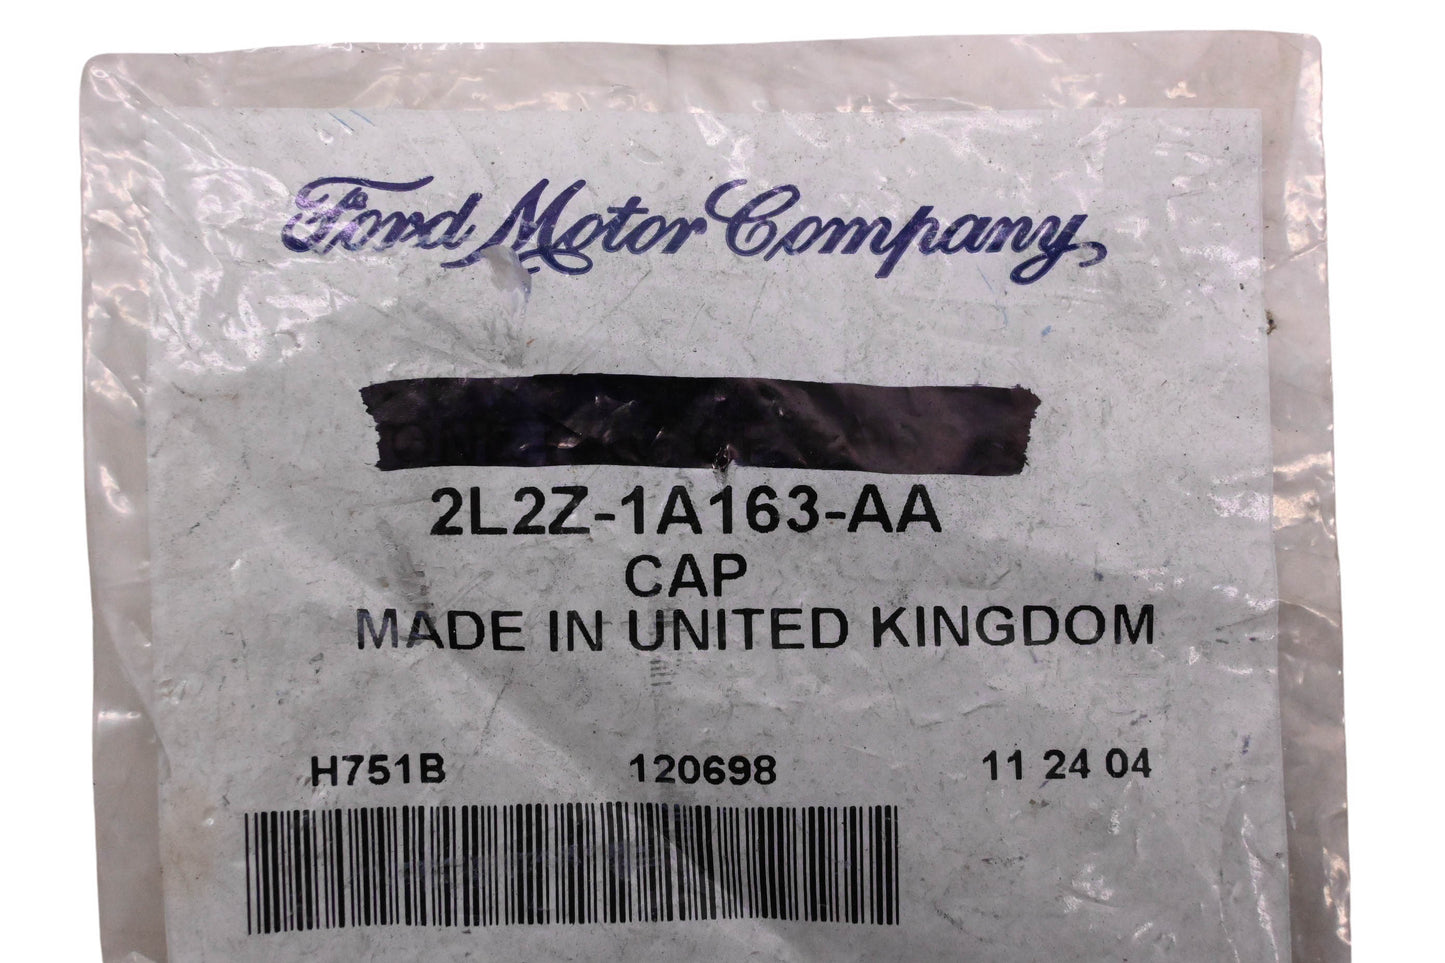 Ford Motor Company,
2L2Z-1A163-AA
CAP
MADE IN UNITED KINGDOM
H751B 120698 11 24 04